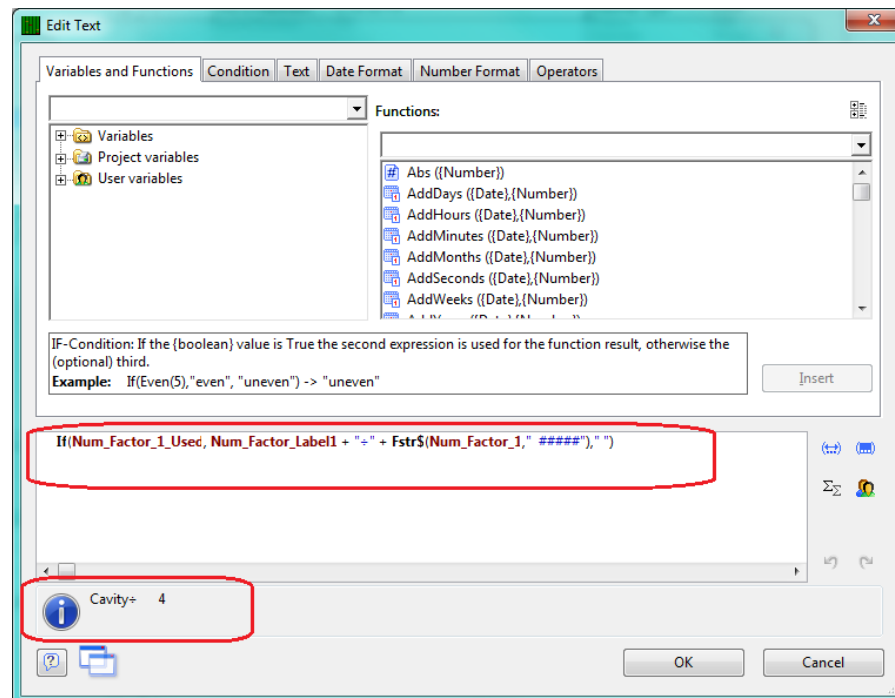 Edit Text
Variables and Functions Condition Text Date Format Number Format Operators
Functions:
Variables
Project variables
User variables
# Abs ({Number})
AddDays ({Date},{Number})
AddHours ({Date},{Number})
AddMinutes ({Date},{Number})
AddMonths ({Date},{Number})
AddSeconds ({Date},{Number})
AddWeeks ({Date},{Number})
IF-Condition: If the {boolean} value is True the second expression is used for the function result, otherwise the
(optional) third.
Example: If(Even(5),"even", "uneven") -> "uneven"
Insert
If(Num_Factor_1_Used, Num_Factor_Label1 + "÷" + Fstr$(Num_Factor_1," #####")," ")
Cavity÷ 4
OK Cancel